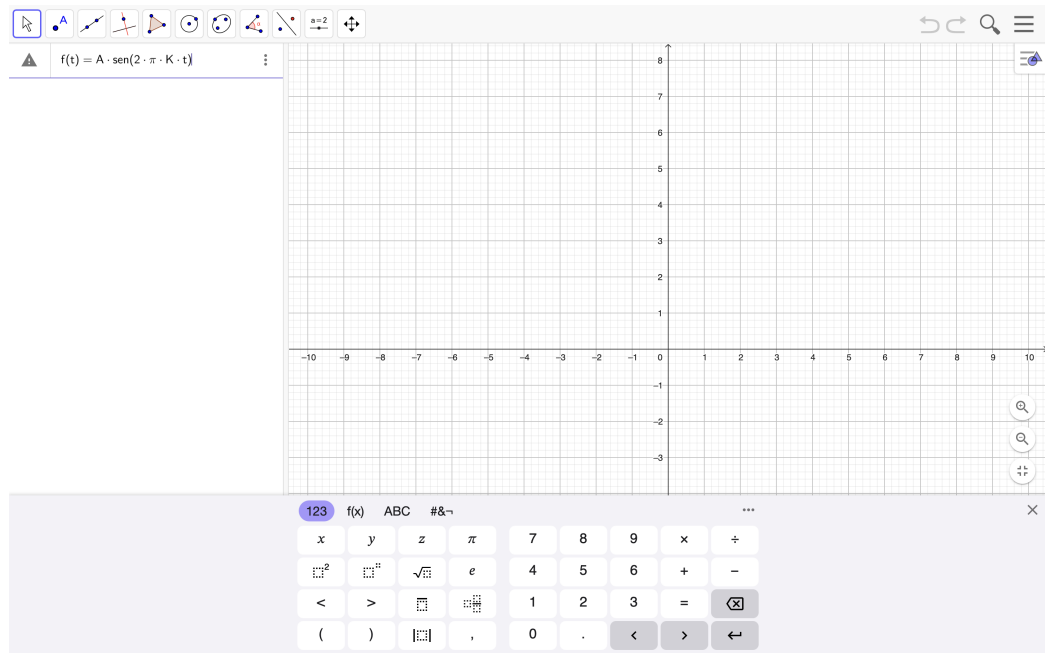 A
α
a=2
f(t) = A · sen(2 · π · K · t)
8
7
6
5
4
3
2
1
−10 −9 −8 −7 −6 −5 −4 −3 −2 −1 0 1 2 3 4 5 6 7 8 9 10
−1
−2
−3
123 f(x) ABC #&¬
x y z π 7 8 9 × ÷
2 √ e 4 5 6 + −
< > 1 2 3 =
( ) , 0 . < >